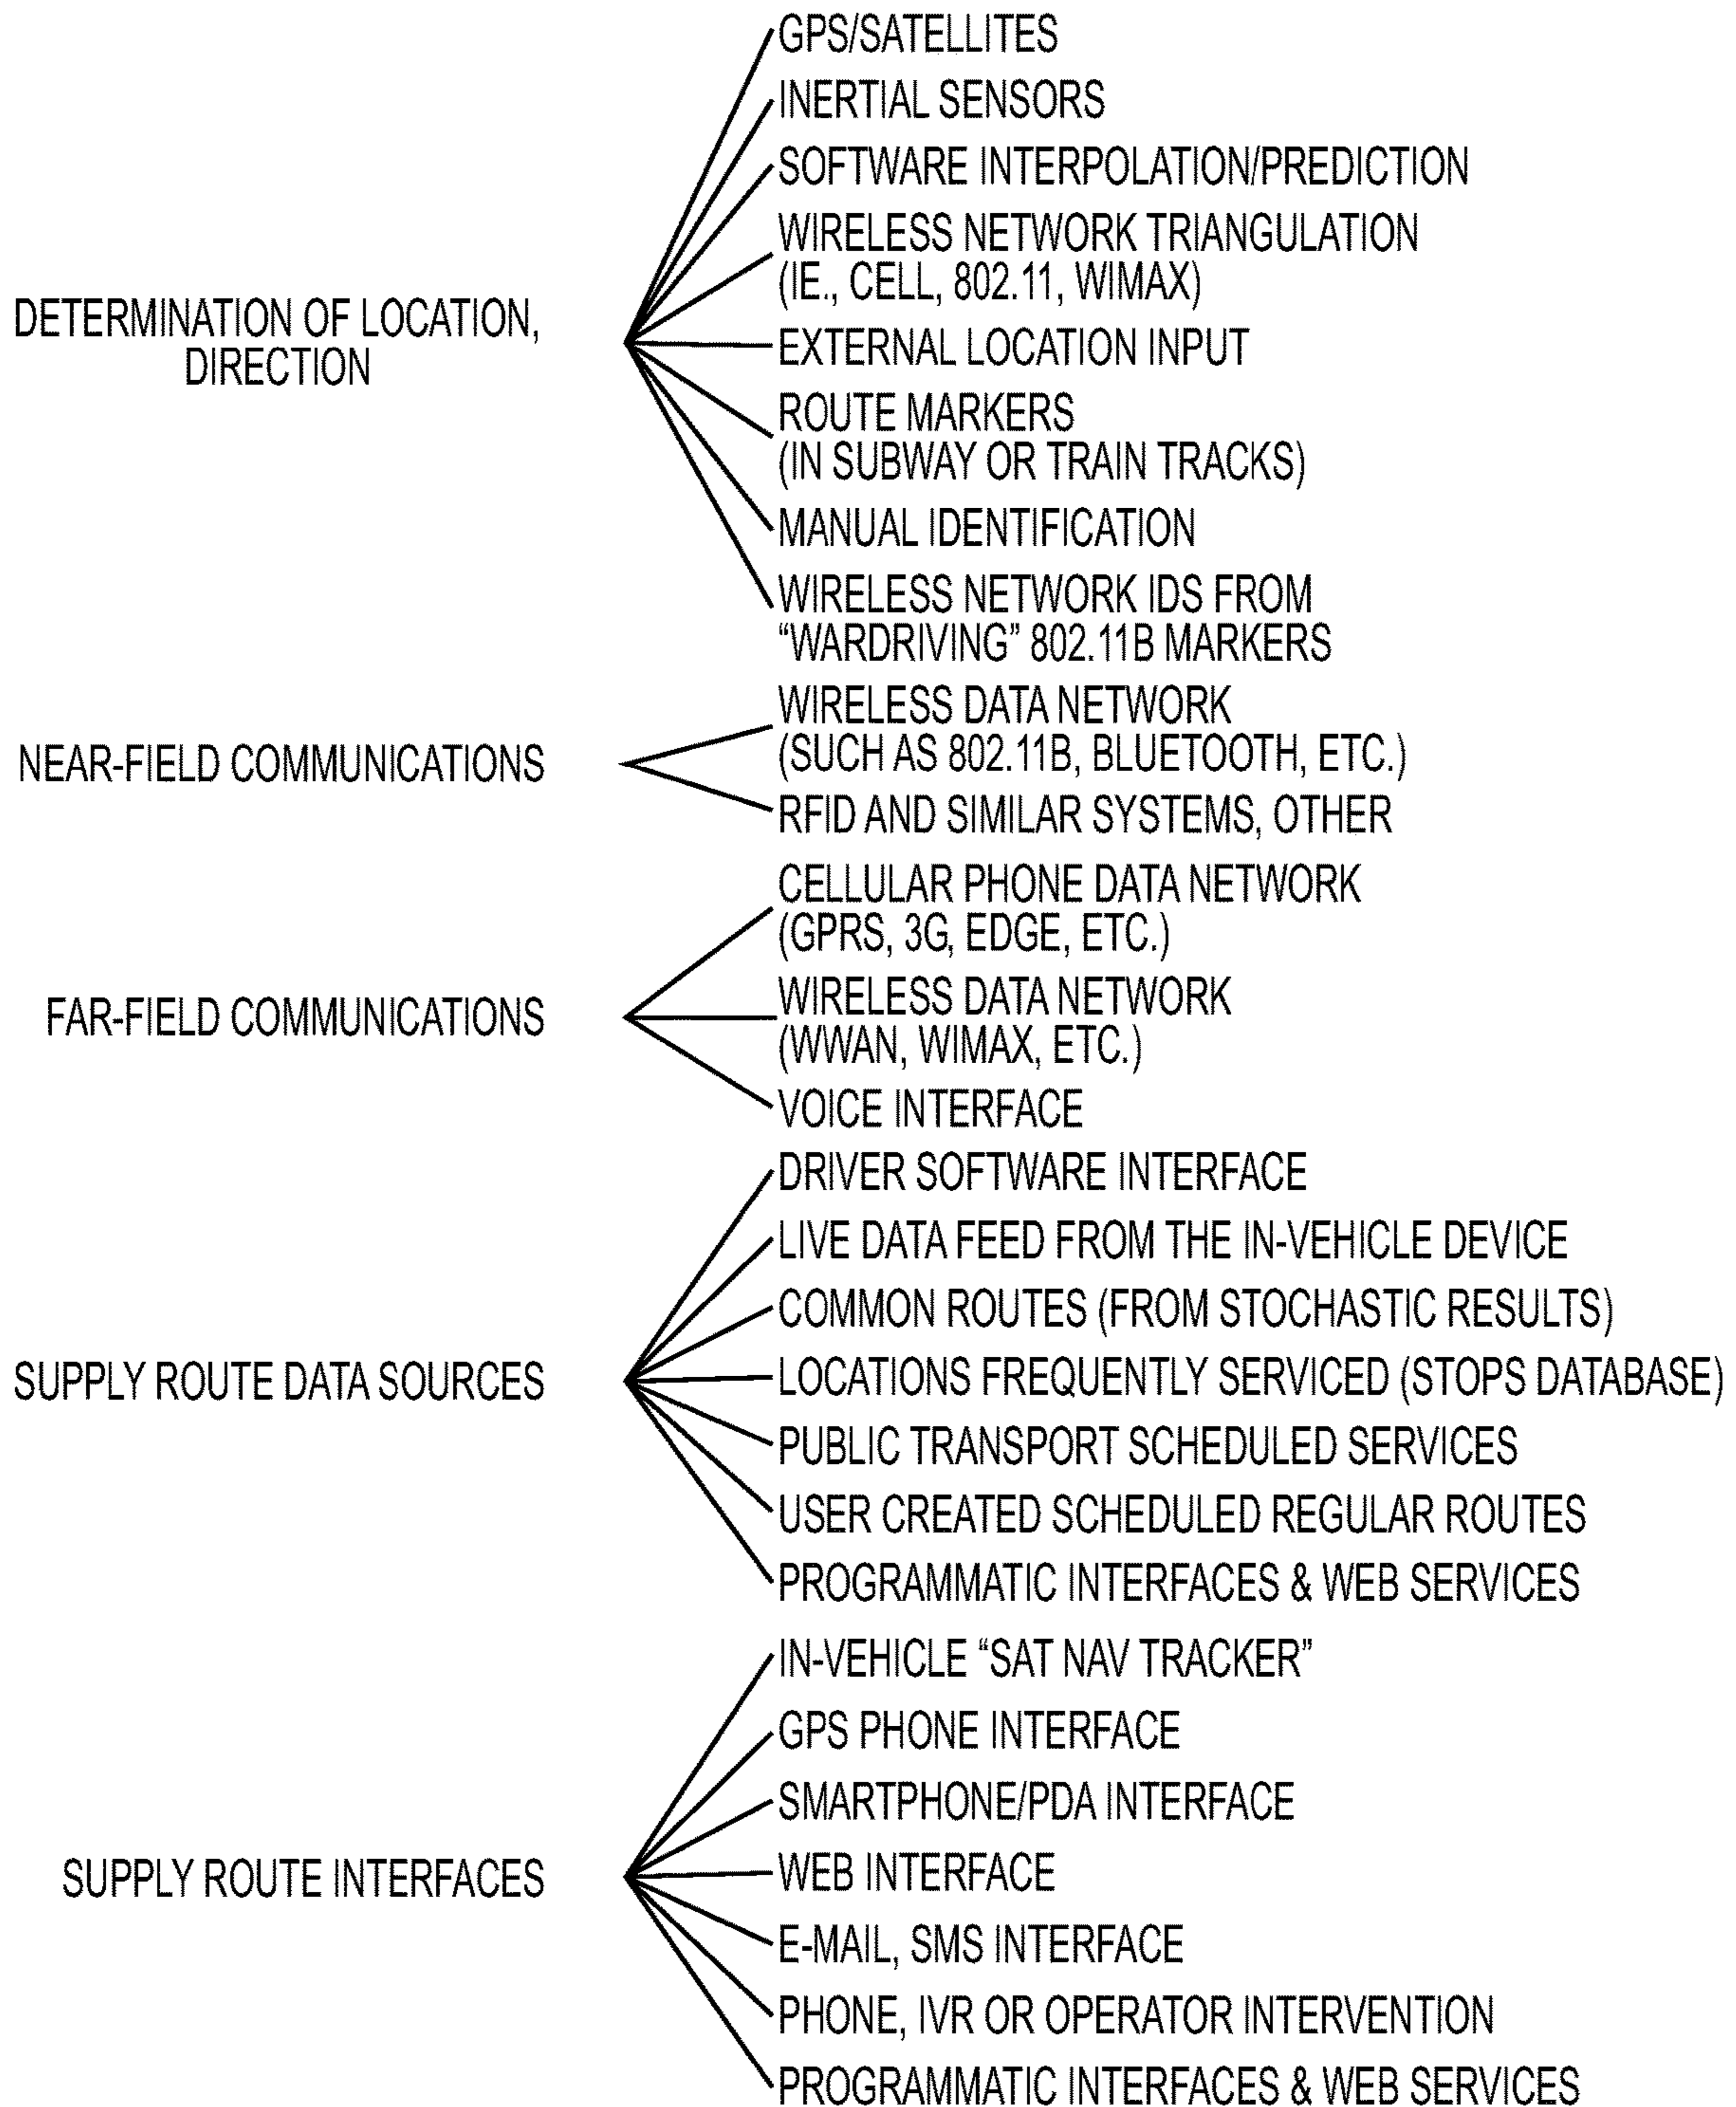 GPS/SATELLITES
INERTIAL SENSORS
SOFTWARE INTERPOLATION/PREDICTION
WIRELESS NETWORK TRIANGULATION
(IE., CELL, 802.11, WIMAX)
DETERMINATION OF LOCATION,
DIRECTION
EXTERNAL LOCATION INPUT
ROUTE MARKERS
(IN SUBWAY OR TRAIN TRACKS)
MANUAL IDENTIFICATION
WIRELESS NETWORK IDS FROM
“WARDRIVING” 802.11B MARKERS
NEAR-FIELD COMMUNICATIONS
WIRELESS DATA NETWORK
(SUCH AS 802.11B, BLUETOOTH, ETC.)
RFID AND SIMILAR SYSTEMS, OTHER
FAR-FIELD COMMUNICATIONS
CELLULAR PHONE DATA NETWORK
(GPRS, 3G, EDGE, ETC.)
WIRELESS DATA NETWORK
(WWAN, WIMAX, ETC.)
VOICE INTERFACE
SUPPLY ROUTE DATA SOURCES
DRIVER SOFTWARE INTERFACE
LIVE DATA FEED FROM THE IN-VEHICLE DEVICE
COMMON ROUTES (FROM STOCHASTIC RESULTS)
LOCATIONS FREQUENTLY SERVICED (STOPS DATABASE)
PUBLIC TRANSPORT SCHEDULED SERVICES
USER CREATED SCHEDULED REGULAR ROUTES
PROGRAMMATIC INTERFACES & WEB SERVICES
SUPPLY ROUTE INTERFACES
IN-VEHICLE “SAT NAV TRACKER”
GPS PHONE INTERFACE
SMARTPHONE/PDA INTERFACE
WEB INTERFACE
E-MAIL, SMS INTERFACE
PHONE, IVR OR OPERATOR INTERVENTION
PROGRAMMATIC INTERFACES & WEB SERVICES